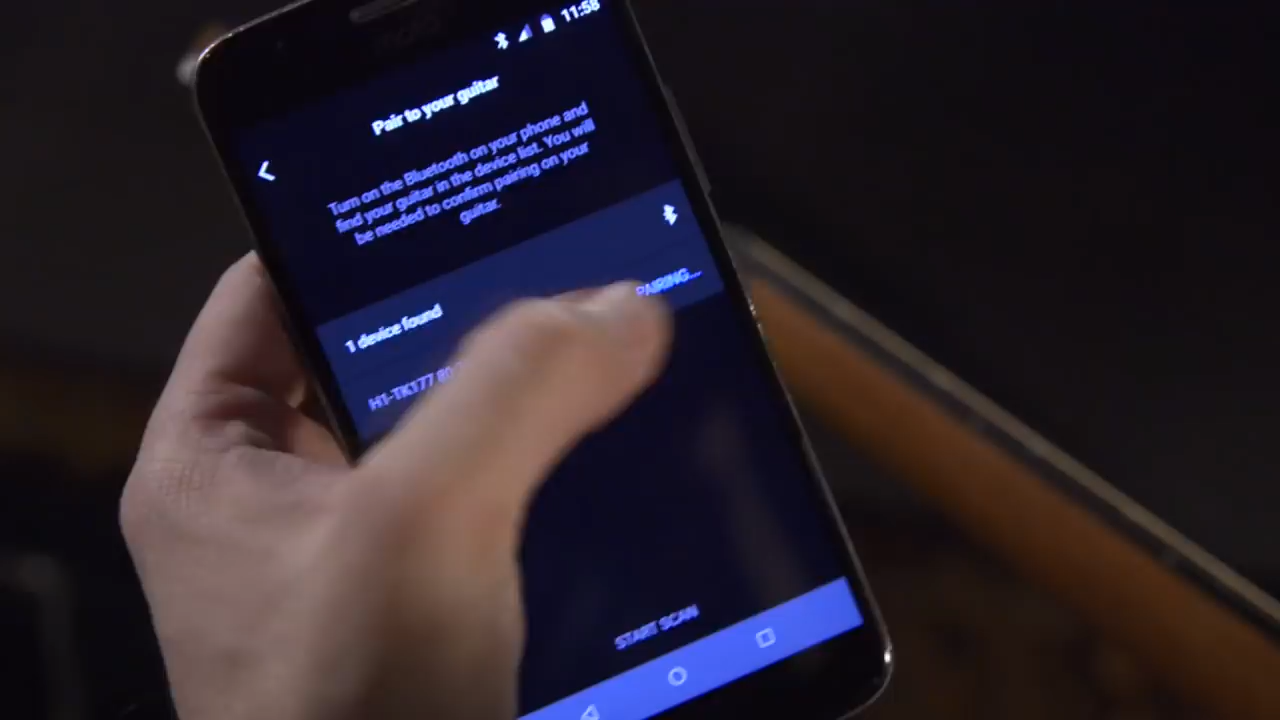 11:58
Pair to your guitar
Turn on the Bluetooth on your phone and
find your guitar in the device list. You will
be needed to confirm pairing on your
guitar.
1 device found
PAIRING...
H1-TK177
START SCAN